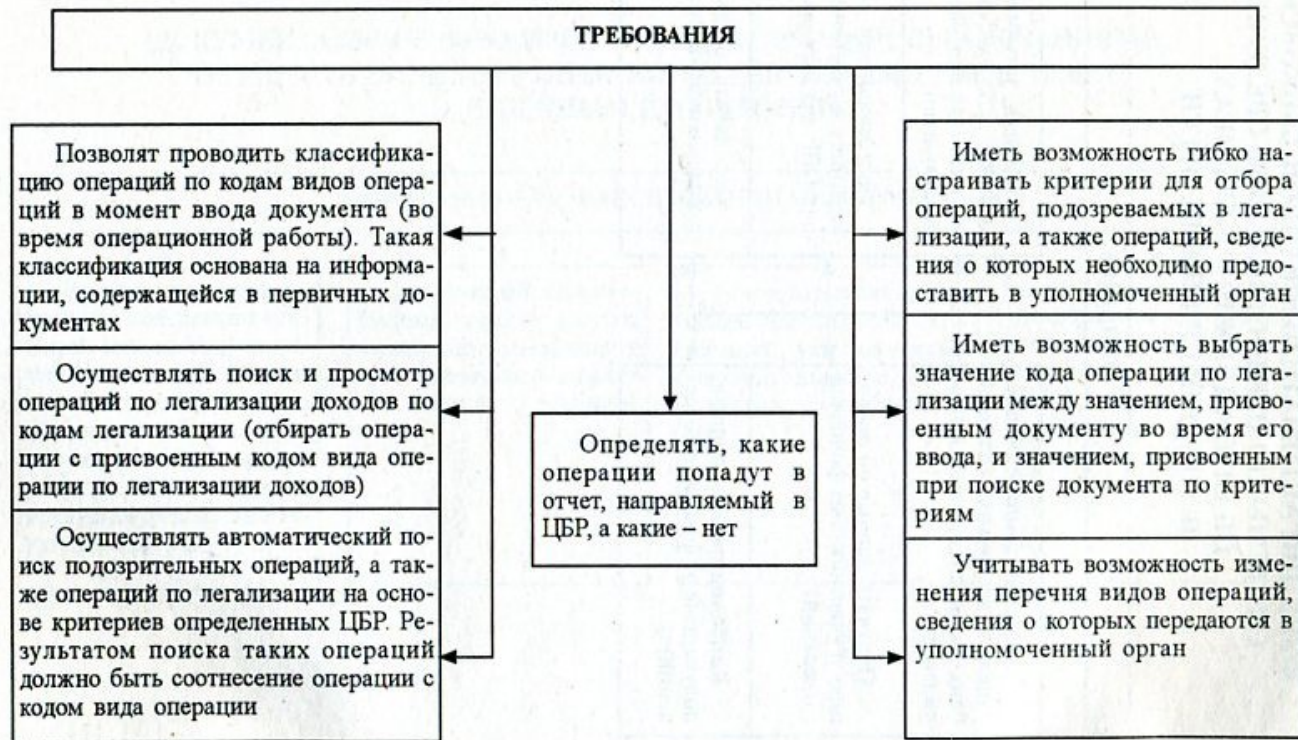 ТРЕБОВАНИЯ
Позволят проводить классифика-
цию операций по кодам видов опера-
ций в момент ввода документа (во
время операционной работы). Такая
классификация основана на информа-
ции, содержащейся в первичных до-
кументах
Осуществлять поиск и просмотр
операций по легализации доходов по
кодам легализации (отбирать опера-
ции с присвоенным кодом вида опе-
рации по легализации доходов)
Осуществлять автоматический по-
иск подозрительных операций, а так-
же операций по легализации на осно-
ве критериев определенных ЦБР. Ре-
зультатом поиска таких операций
должно быть соотнесение операции с
кодом вида операции
Определять, какие
операции попадут в
отчет, направляемый в
ЦБР, а какие – нет
Иметь возможность гибко на-
страивать критерии для отбора
операций, подозреваемых в лега-
лизации, а также операций, сведе-
ния о которых необходимо предо-
ставить в уполномоченный орган
Иметь возможность выбрать
значение кода операции по лега-
лизации между значением, присво-
енным документу во время его
ввода, и значением, присвоенным
при поиске документа по крите-
риям
Учитывать возможность изме-
нения перечня видов операций,
сведения о которых передаются в
уполномоченный орган